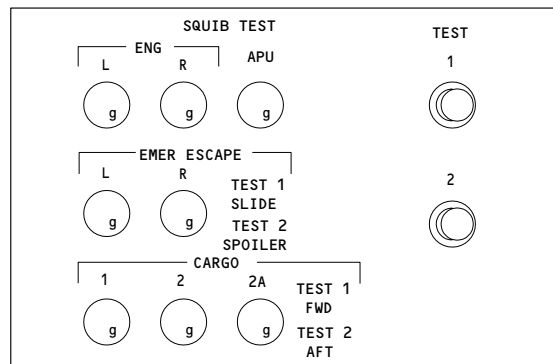 SQUIB TEST TEST
ENG
L R APU 1
g g g
EMER ESCAPE
L R 2
TEST 1
SLIDE
g g TEST 2
SPOILER
CARGO
1 2 2A TEST 1
FWD
g g g TEST 2
AFT